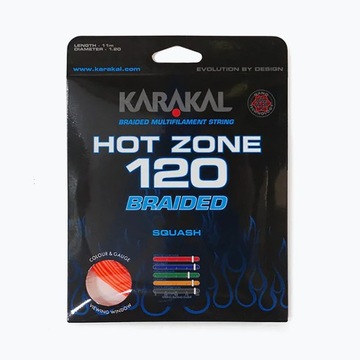 LENGTH - 11m
DIAMETER - 1.20
www.karakal.com
EVOLUTION BY DESIGN
KARAKAL
BRAIDED MULTIFILAMENT STRING
HOT ZONE
120
BRAIDED
SQUASH
COLOUR & GAUGE
VIEWING WINDOW